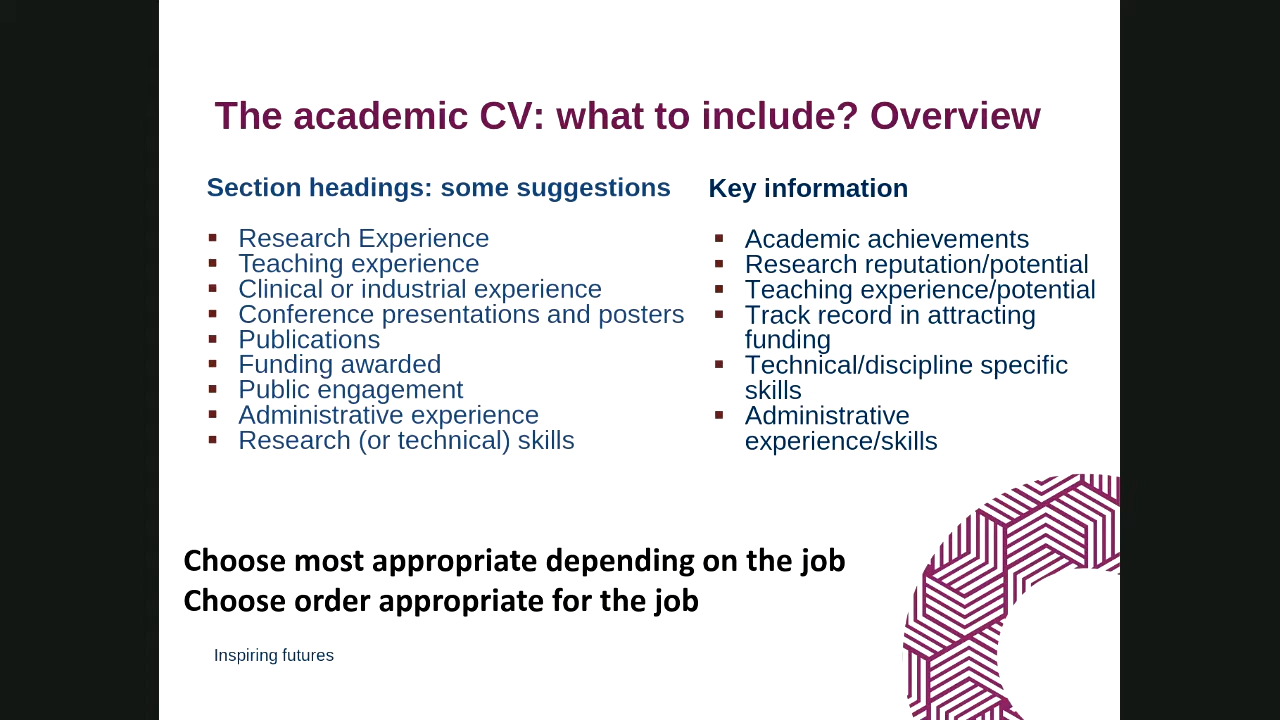 The academic CV: what to include? Overview
Section headings: some suggestions
Research Experience
Teaching experience
Clinical or industrial experience
Conference presentations and posters
Publications
Funding awarded
Public engagement
Administrative experience
Research (or technical) skills
Key information
Academic achievements
Research reputation/potential
Teaching experience/potential
Track record in attracting
funding
Technical/discipline specific
skills
Administrative
experience/skills
Choose most appropriate depending on the job
Choose order appropriate for the job
Inspiring futures